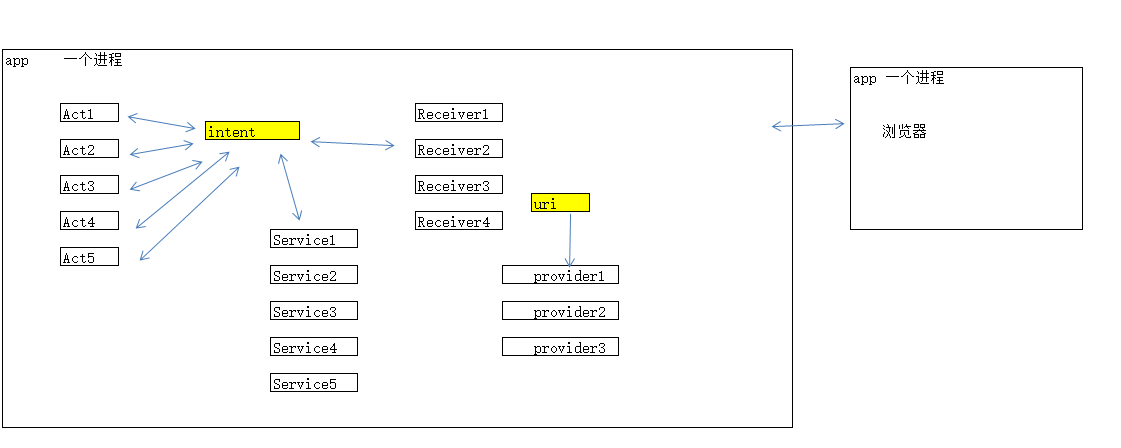 app 一个进程
app 一个进程
Act1
intent
Receiver1
浏览器
Act2
Receiver2
Act3
Receiver3
uri
Act4
Receiver4
Service1
Act5
Service2
provider1
Service3
provider2
Service4
provider3
Service5